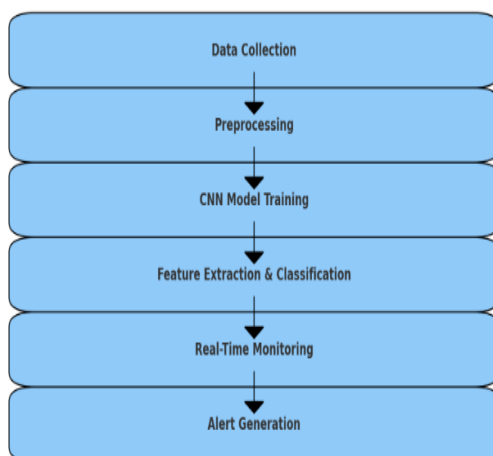 Data Collection
Preprocessing
CNN Model Training
Feature Extraction & Classification
Real-Time Monitoring
Alert Generation